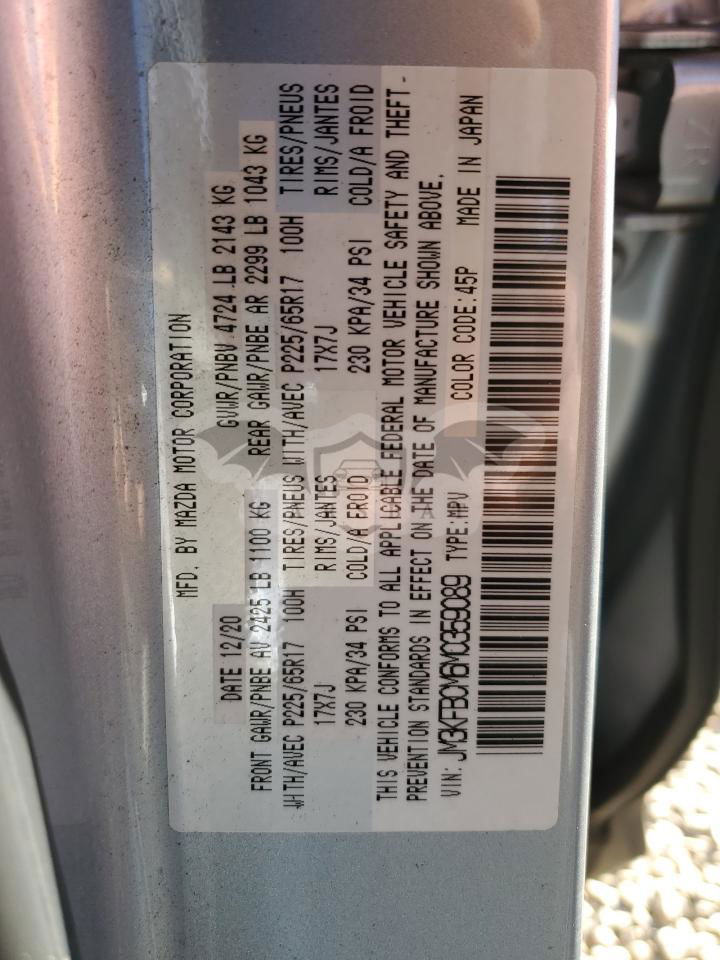 MFD. BY MAZDA MOTOR CORPORATION
DATE 12/20 GVWR/PNBV 4724 LB 2143 KG
FRONT GAWR/PNBE AV 2425 LB 1100 KG REAR GAWR/PNBE AR 2299 LB 1043 KG
WITH/AVEC P225/65R17 100H TIRES/PNEUS WITH/AVEC P225/65R17 100H TIRES/PNEUS
17X7J RIMS/JANTES 17X7J RIMS/JANTES
230 KPA/34 PSI COLD/A FROID 230 KPA/34 PSI COLD/A FROID
THIS VEHICLE CONFORMS TO ALL APPLICABLE FEDERAL MOTOR VEHICLE SAFETY AND THEFT-
PREVENTION STANDARDS IN EFFECT ON THE DATE OF MANUFACTURE SHOWN ABOVE.
VIN: JM3KFBCM6M0359089 TYPE:MPV COLOR CODE:45P MADE IN JAPAN